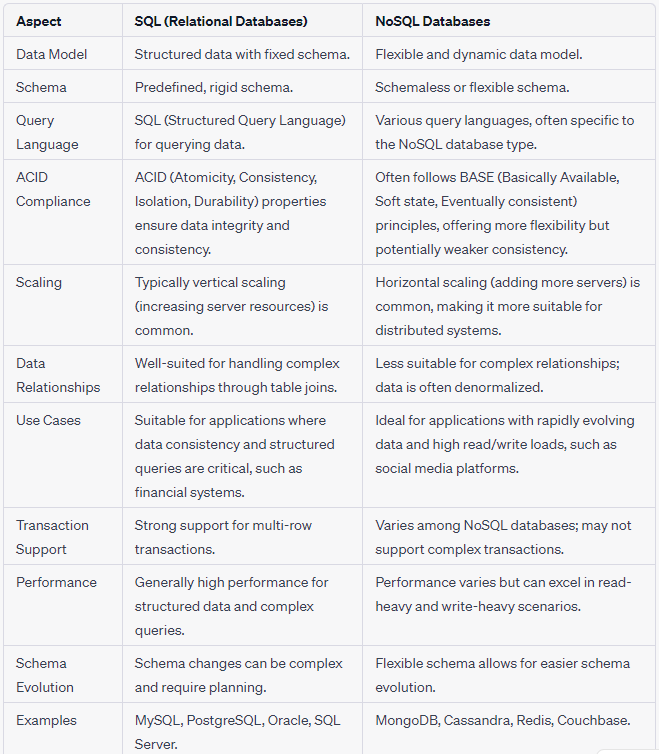 Aspect SQL (Relational Databases) NoSQL Databases
Data Model Structured data with fixed schema. Flexible and dynamic data model.
Schema Predefined, rigid schema. Schemaless or flexible schema.
Query SQL (Structured Query Language) Various query languages, often specific to
Language for querying data. the NoSQL database type.
ACID ACID (Atomicity, Consistency, Often follows BASE (Basically Available,
Compliance Isolation, Durability) properties Soft state, Eventually consistent)
ensure data integrity and principles, offering more flexibility but
consistency. potentially weaker consistency.
Scaling Typically vertical scaling Horizontal scaling (adding more servers) is
(increasing server resources) is common, making it more suitable for
common. distributed systems.
Data Well-suited for handling complex Less suitable for complex relationships;
Relationships relationships through table joins. data is often denormalized.
Use Cases Suitable for applications where Ideal for applications with rapidly evolving
data consistency and structured data and high read/write loads, such as
queries are critical, such as social media platforms.
financial systems.
Transaction Strong support for multi-row Varies among NoSQL databases; may not
Support transactions. support complex transactions.
Performance Generally high performance for Performance varies but can excel in read-
structured data and complex heavy and write-heavy scenarios.
queries.
Schema Schema changes can be complex Flexible schema allows for easier schema
Evolution and require planning. evolution.
Examples MySQL, PostgreSQL, Oracle, SQL MongoDB, Cassandra, Redis, Couchbase.
Server.